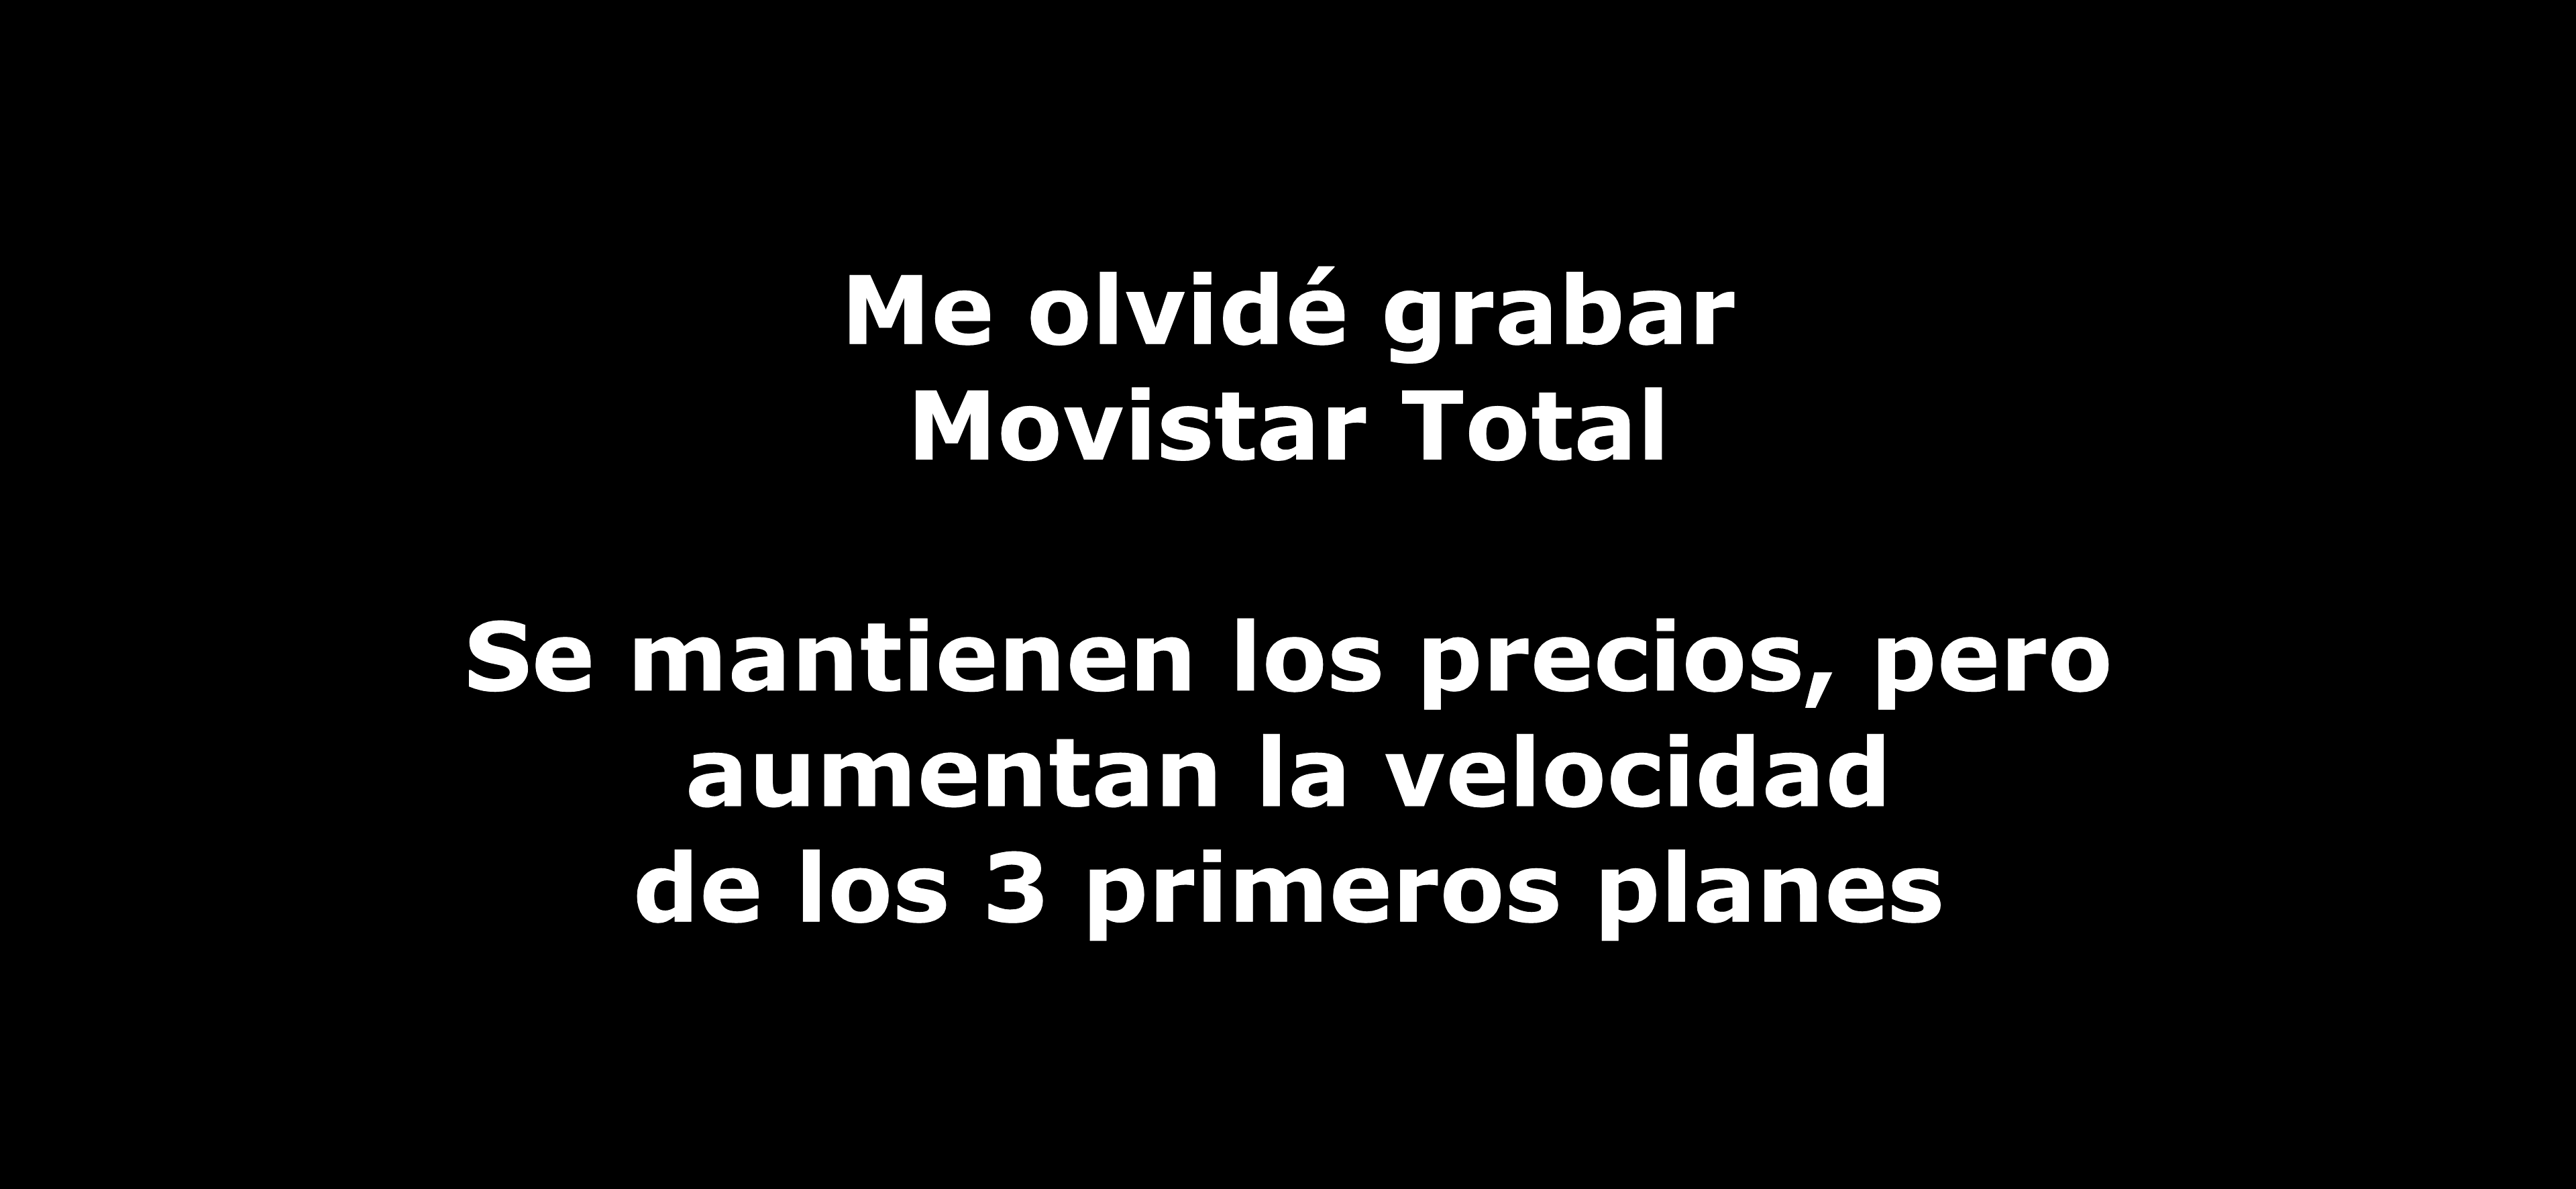 Me olvidé grabar
Movistar Total
Se mantienen los precios, pero
aumentan la velocidad
de los 3 primeros planes